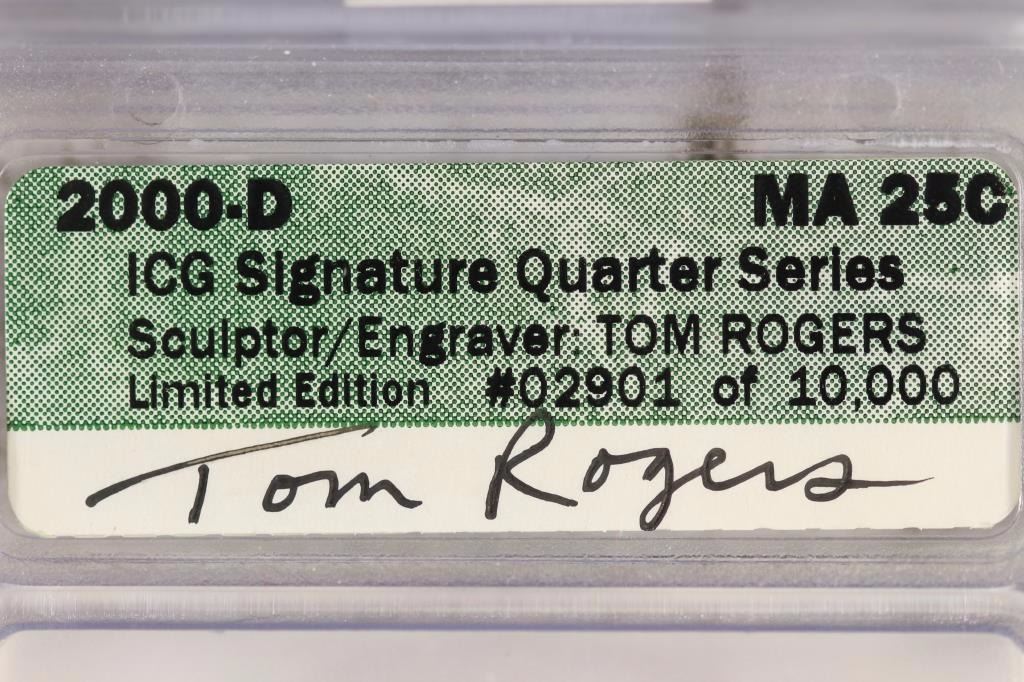 2000-D MA 25C
ICG Signature Quarter Series
Sculptor/Engraver: TOM ROGERS
Limited Edition #02901 of 10,000
Tom Rogers